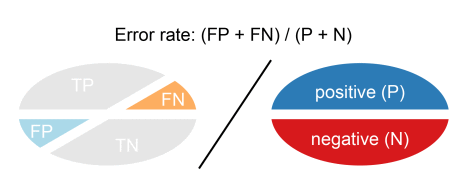 Error rate: (FP + FN) / (P + N)
TP
FN
FP
TN
positive (P)
negative (N)